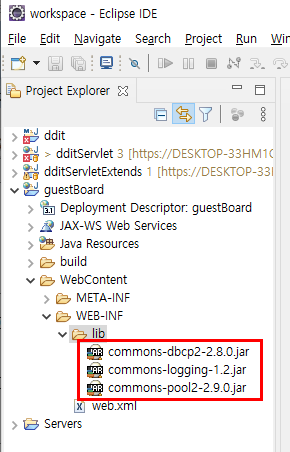 workspace - Eclipse IDE
File Edit Navigate Search Project Run
Project Explorer
ddit
> dditServlet 3 [https://DESKTOP-33HM1
dditServletExtends 1 [https://DESKTOP-33
guestBoard
Deployment Descriptor: guestBoard
JAX-WS Web Services
Java Resources
build
WebContent
META-INF
WEB-INF
lib
commons-dbcp2-2.8.0.jar
commons-logging-1.2.jar
commons-pool2-2.9.0.jar
web.xml
Servers